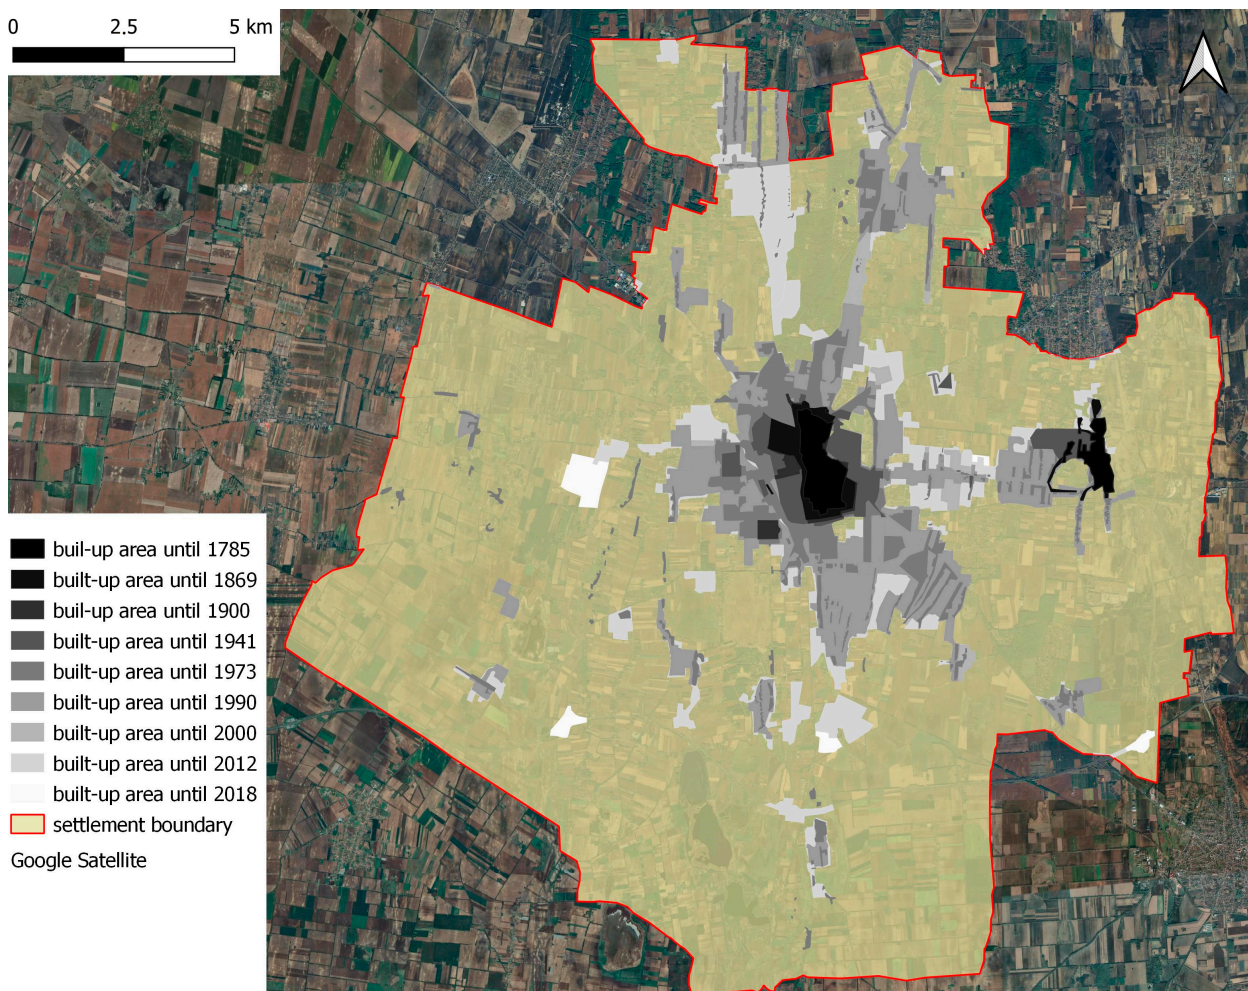 0 2.5 5 km
buil-up area until 1785
built-up area until 1869
buil-up area until 1900
built-up area until 1941
built-up area until 1973
built-up area until 1990
built-up area until 2000
built-up area until 2012
built-up area until 2018
settlement boundary
Google Satellite